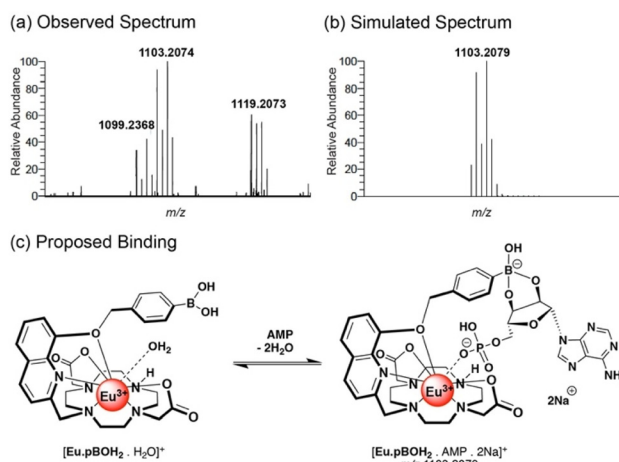 (a) Observed Spectrum
(b) Simulated Spectrum
1103.2074
1103.2079
1119.2073
1099.2368
Relative Abundance
100
80
60
40
20
0
m/z
Relative Abundance
100
80
60
40
20
0
m/z
(c) Proposed Binding
OH
B
OH
O
OH2
O
O
N
N
H
O
Eu3+
N
N
N
O
AMP
- 2H2O
OH
B
O
O
O
HO
O
P
O
O
N
N
N
N
O
O
N
N
H
O
Eu3+
N
N
N
O
2Na
[Eu.pBOH2 . H2O]+
[Eu.pBOH2 . AMP . 2Na]+